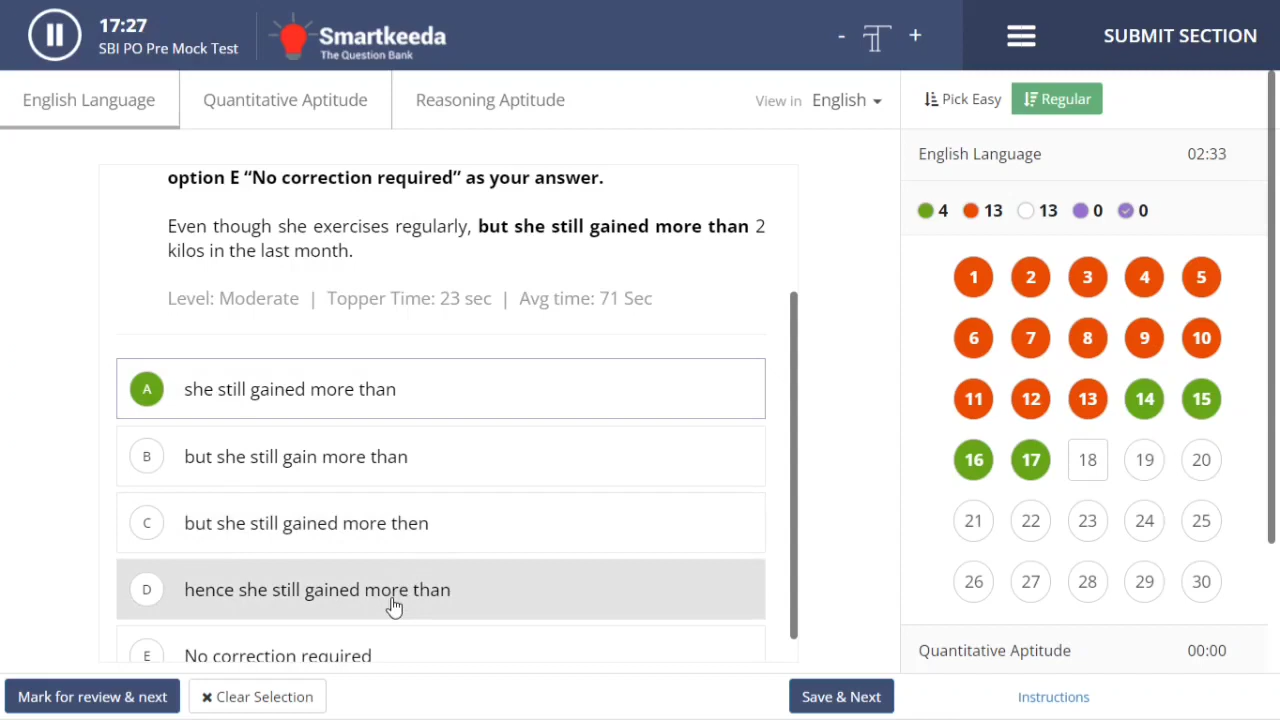 17:27
SBI PO Pre Mock Test
Smartkeeda
The Question Bank
- T +
SUBMIT SECTION
English Language
Quantitative Aptitude
Reasoning Aptitude
View In English
Pick Easy
Regular
option E “No correction required” as your answer.
Even though she exercises regularly, but she still gained more than 2
kilos in the last month.
Level: Moderate | Topper Time: 23 sec | Avg time: 71 Sec
A she still gained more than
B but she still gain more than
C but she still gained more then
D hence she still gained more than
E No correction required
English Language 02:33
4 13 13 0 0
1 2 3 4 5
6 7 8 9 10
11 12 13 14 15
16 17 18 19 20
21 22 23 24 25
26 27 28 29 30
Quantitative Aptitude 00:00
Mark for review & next
Clear Selection
Save & Next
Instructions